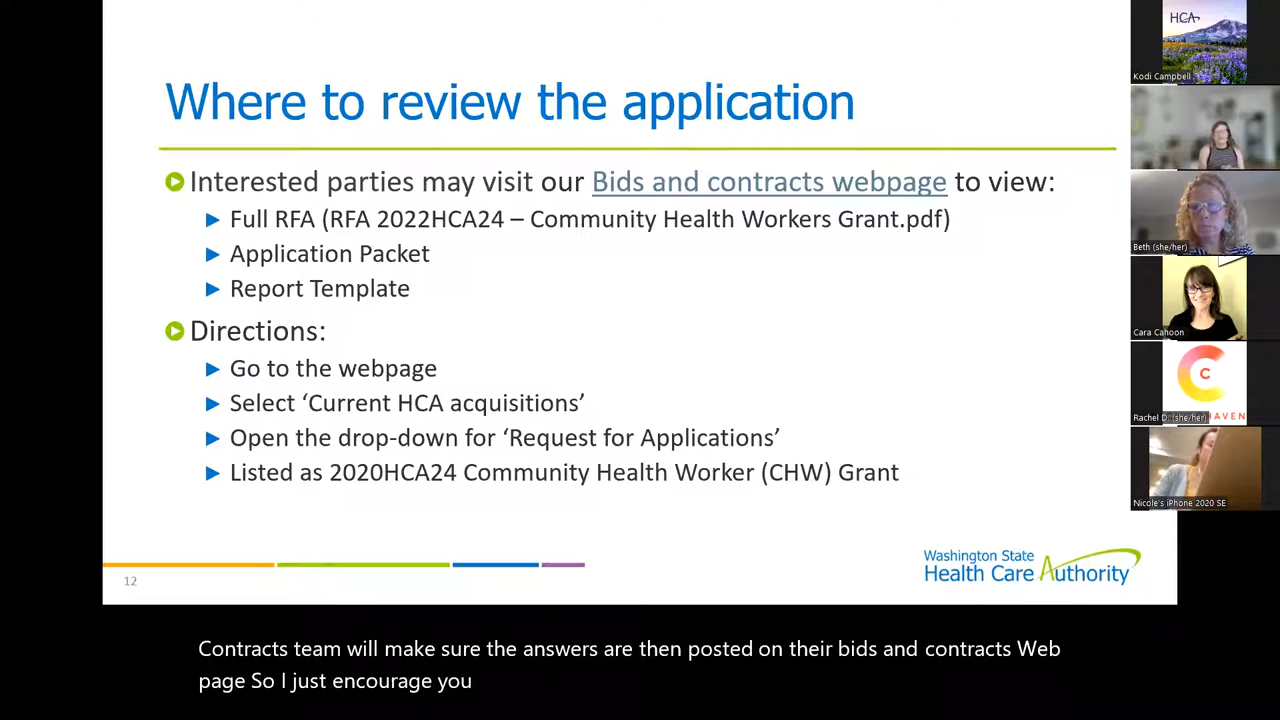 Where to review the application
Interested parties may visit our Bids and contracts webpage to view:
Full RFA (RFA 2022HCA24 – Community Health Workers Grant.pdf)
Application Packet
Report Template
Directions:
Go to the webpage
Select ‘Current HCA acquisitions’
Open the drop-down for ‘Request for Applications’
Listed as 2020HCA24 Community Health Worker (CHW) Grant
12
Washington State
Health Care Authority
HCA
Kodi Campbell
Beth (she/her)
Cara Cahoon
C
Rachel D. (she/her)
Nicole's iPhone 2020 SE
Contracts team will make sure the answers are then posted on their bids and contracts Web
page So I just encourage you